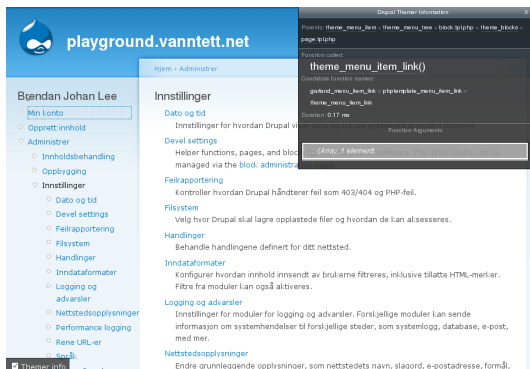 playground.vanntett.net
Drupal Themer Information
X
Parents: theme_menu_item < theme_menu_tree < block.tpl.php < theme_blocks <
page.tpl.php
Function called:
theme_menu_item_link()
Candidate function names:
garland_menu_item_link < phptemplate_menu_item_link <
theme_menu_item_link
Duration: 0.17 ms
Function Arguments
(Array, 1 element)
Hjem › Administrer
Brendan Johan Lee
Min konto
Opprett innhold
Administrer
Innholdsbehandling
Oppbygging
Innstillinger
Dato og tid
Devel settings
Feilrapportering
Filsystem
Handlinger
Inndataformater
Logging og
advarsler
Nettstedsopplysninger
Performance logging
Rene URL-er
Språk
Themer info
Innstillinger
Dato og tid
Innstillinger for hvordan Drupal
Devel settings
Helper functions, pages, and
managed via the blod: administra
Feilrapportering
Kontroller hvordan Drupal håndterer feil som 403/404 og PHP-feil.
Filsystem
Velg hvor Drupal skal lagre opplastede filer og hvordan de kan aksesseres.
Handlinger
Behandle handlingene definert for ditt nettsted.
Inndataformater
Konfigurer hvordan innhold innsendt av brukerne filtreres, inklusive tillatte HTML-merker.
Filtre fra moduler kan også aktiveres.
Logging og advarsler
Innstillinger for moduler for logging og advarsler. Forskjellige moduler kan sende
informasjon om systemhendelser til forskjellige steder, som systemlogg, database, e-post,
med mer.
Nettstedsopplysninger
Endre grunnleggende opplysninger, som nettstedets navn, slagord, e-postadresse, formål,